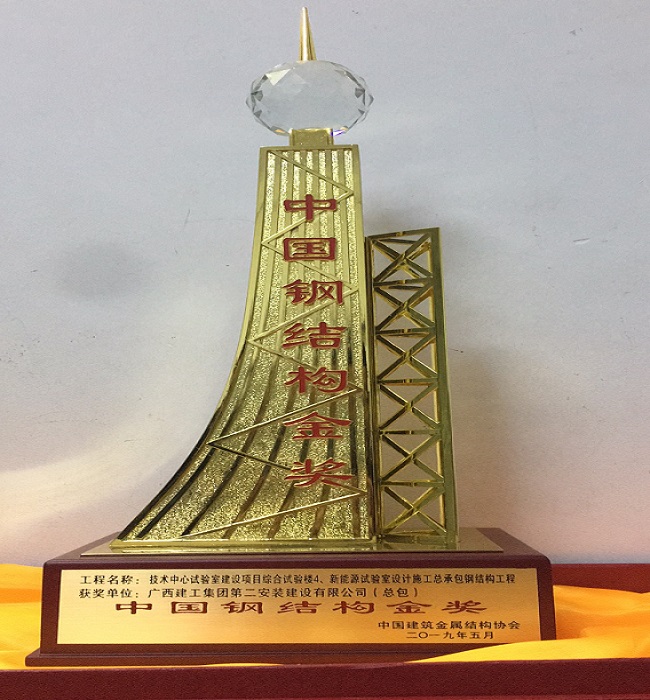 中国钢结构金奖
工程名称：技术中心试验室建设项目综合试验楼4、新能源试验室设计施工总承包钢结构工程
获奖单位：广西建工集团第二安装建设有限公司（总包）
中国钢结构金奖
中国建筑金属结构协会
二〇一九年五月